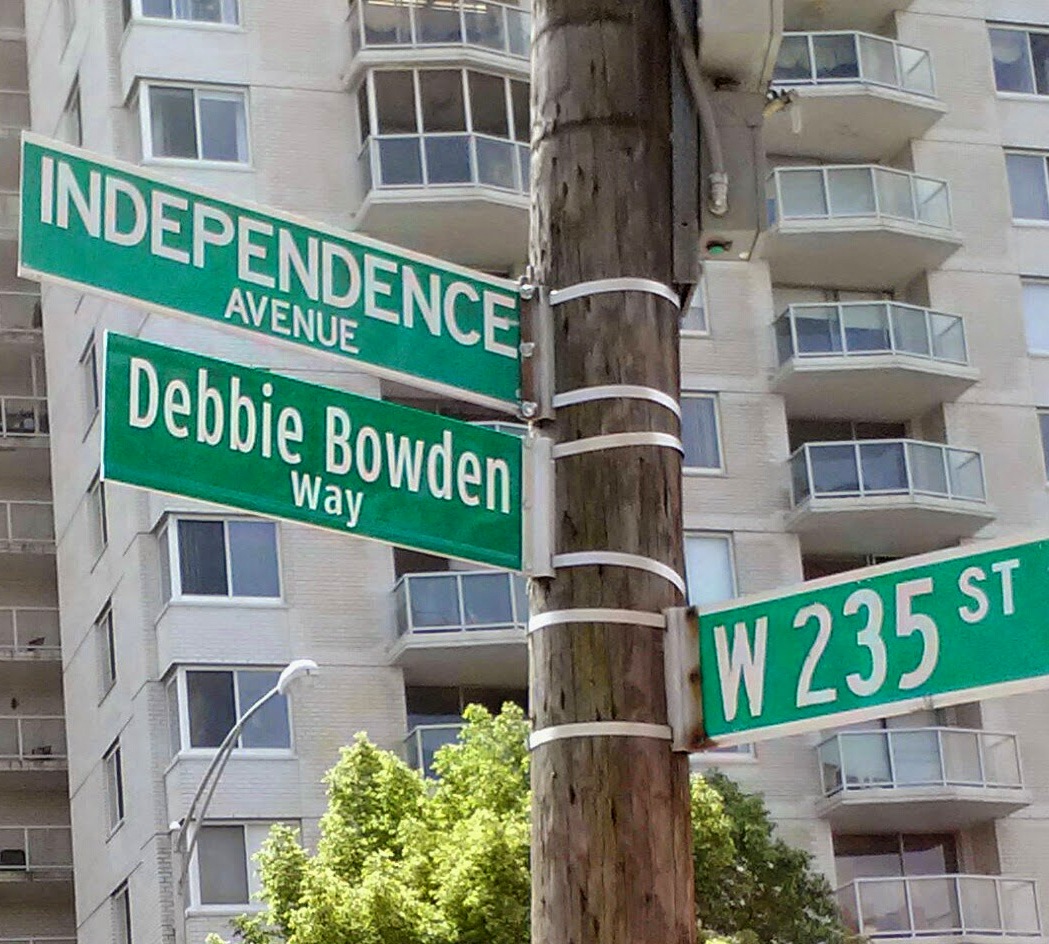 INDEPENDENCE
AVENUE
Debbie Bowden
Way
W 235 ST